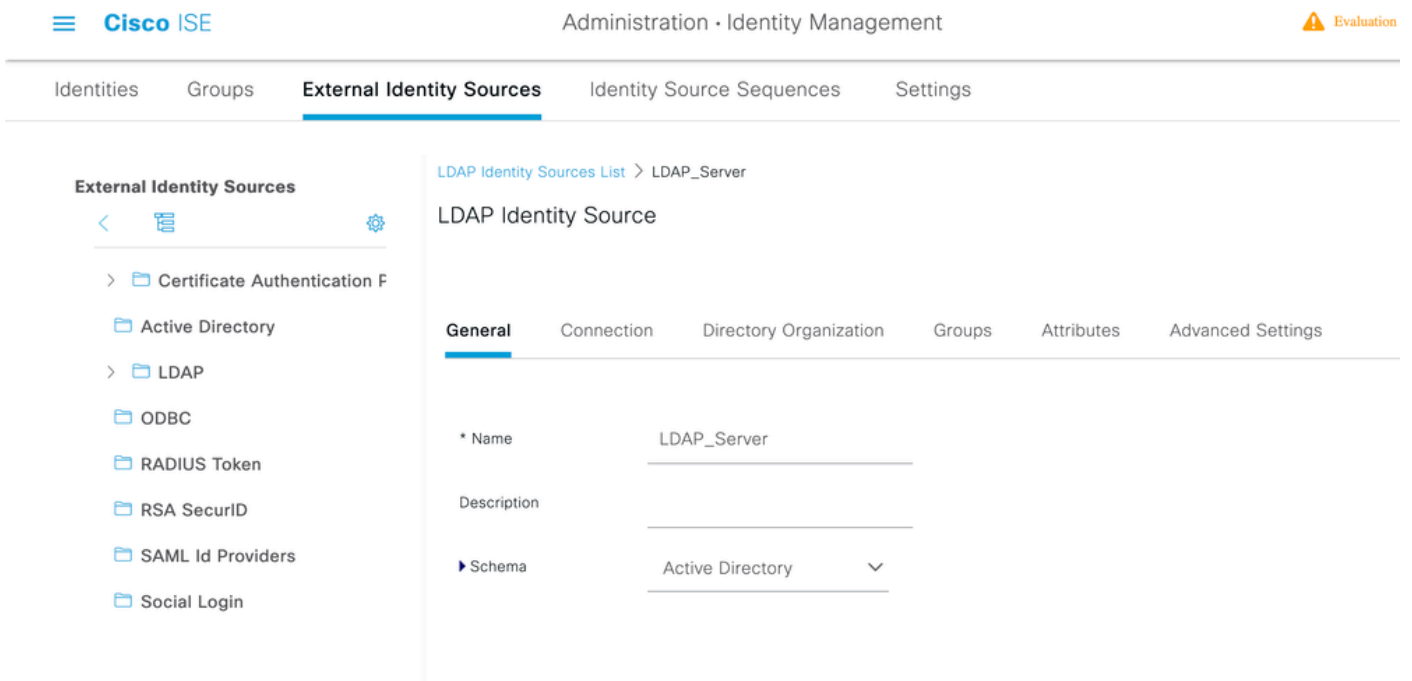 Cisco ISE
Administration · Identity Management
Evaluation
Identities Groups External Identity Sources Identity Source Sequences Settings
External Identity Sources
Certificate Authentication P
Active Directory
LDAP
ODBC
RADIUS Token
RSA SecurID
SAML Id Providers
Social Login
LDAP Identity Sources List > LDAP_Server
LDAP Identity Source
General Connection Directory Organization Groups Attributes Advanced Settings
* Name LDAP_Server
Description
Schema Active Directory